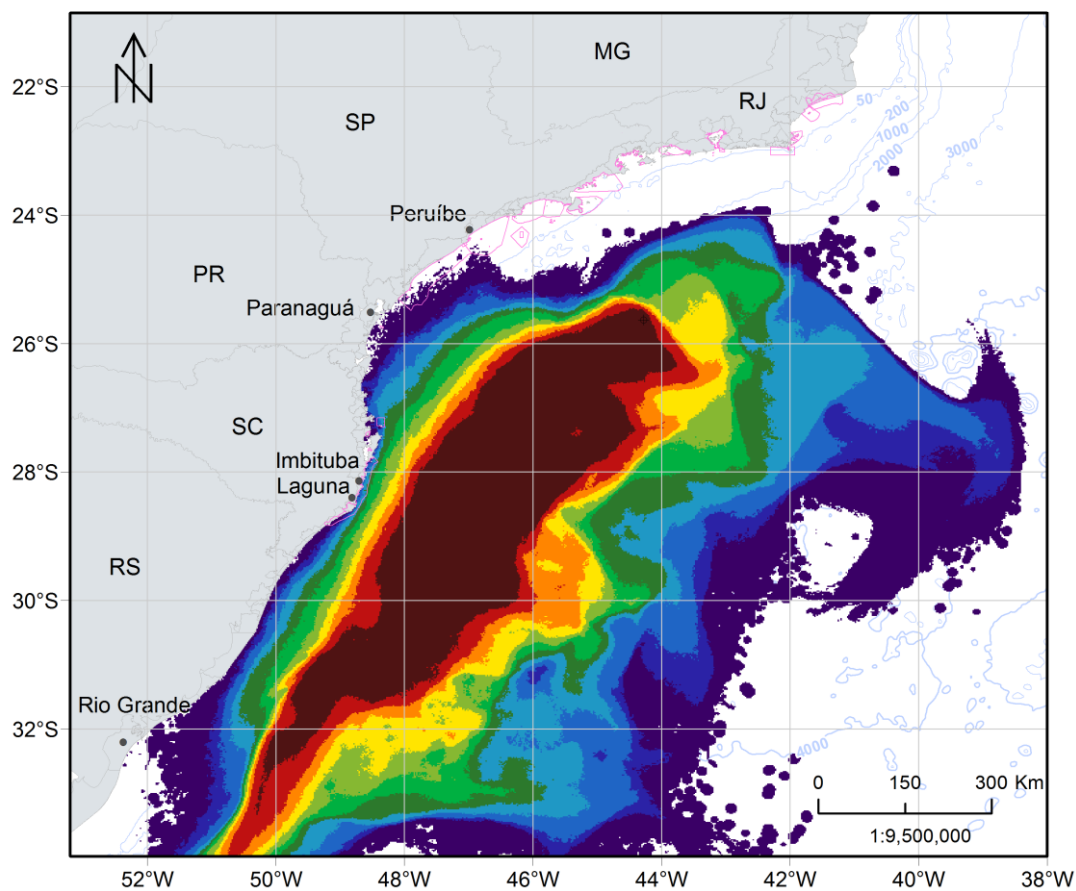 N
MG
22°S
RJ
50
200
1000
2000
3000
SP
24°S
Peruíbe
PR
Paranaguá
26°S
SC
Imbituba
28°S
Laguna
RS
30°S
Rio Grande
32°S
4000
0 150 300 Km
1:9,500,000
52°W 50°W 48°W 46°W 44°W 42°W 40°W 38°W